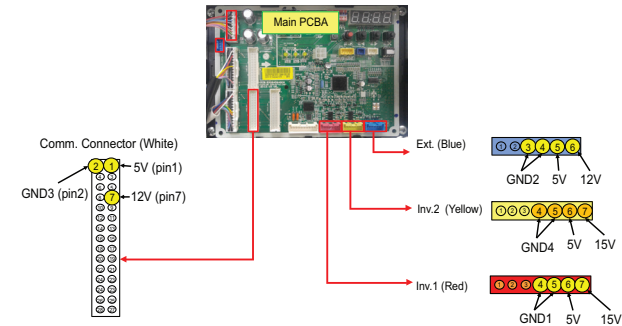 Main PCBA
Comm. Connector (White)
2 1 5V (pin1)
GND3 (pin2)
7 12V (pin7)
Ext. (Blue)
1 2 3 4 5 6
GND2 5V 12V
Inv.2 (Yellow)
1 2 3 4 5 6 7
GND4 5V 15V
Inv.1 (Red)
1 2 3 4 5 6 7
GND1 5V 15V